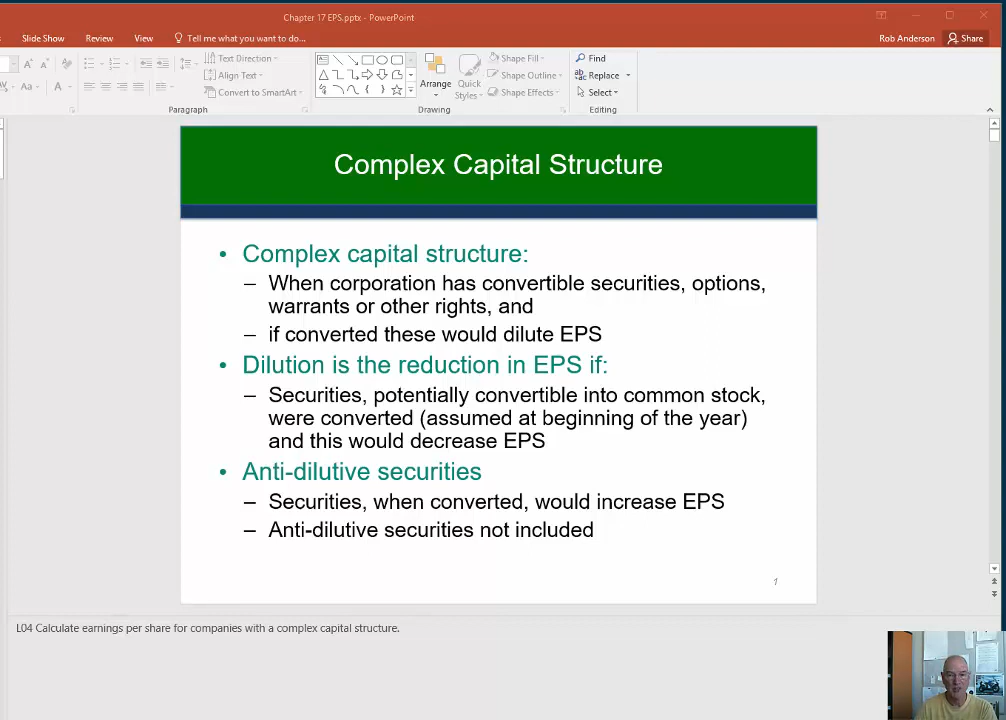 Chapter 17 EPS.pptx - PowerPoint
Slide Show Review View Tell me what you want to do... Rob Anderson Share
Text Direction
Align Text
Convert to SmartArt
Aa
A
Arrange
Quick Styles
Shape Fill
Shape Outline
Shape Effects
Find
Replace
Select
Paragraph Drawing Editing
Complex Capital Structure
• Complex capital structure:
– When corporation has convertible securities, options,
warrants or other rights, and
– if converted these would dilute EPS
• Dilution is the reduction in EPS if:
– Securities, potentially convertible into common stock,
were converted (assumed at beginning of the year)
and this would decrease EPS
• Anti-dilutive securities
– Securities, when converted, would increase EPS
– Anti-dilutive securities not included
1
L04 Calculate earnings per share for companies with a complex capital structure.